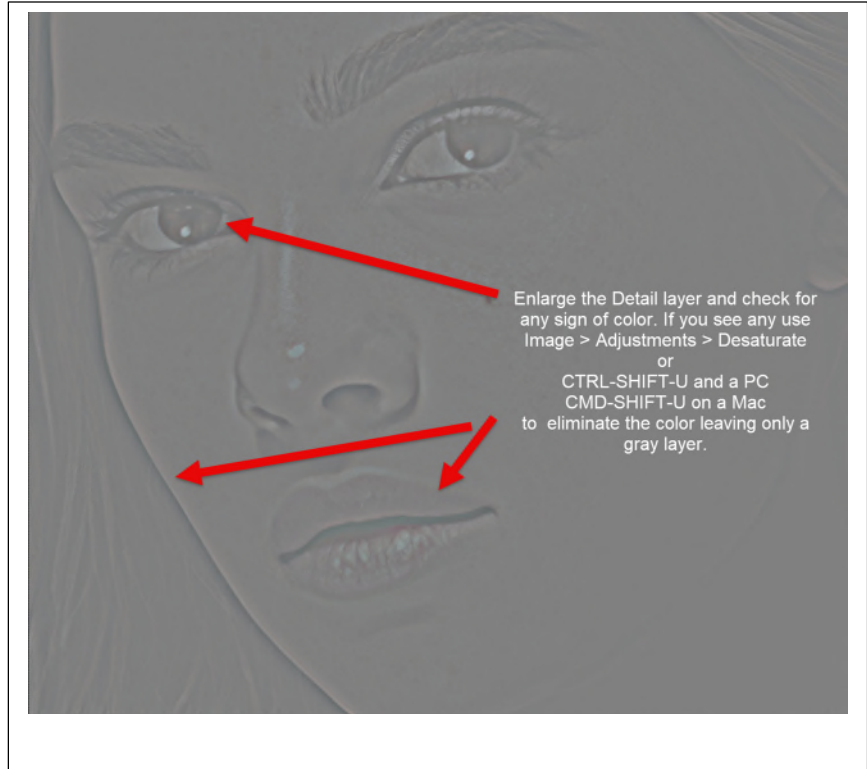 Enlarge the Detail layer and check for
any sign of color. If you see any use
Image > Adjustments > Desaturate
or
CTRL-SHIFT-U and a PC
CMD-SHIFT-U on a Mac
to  eliminate the color leaving only a
gray layer.